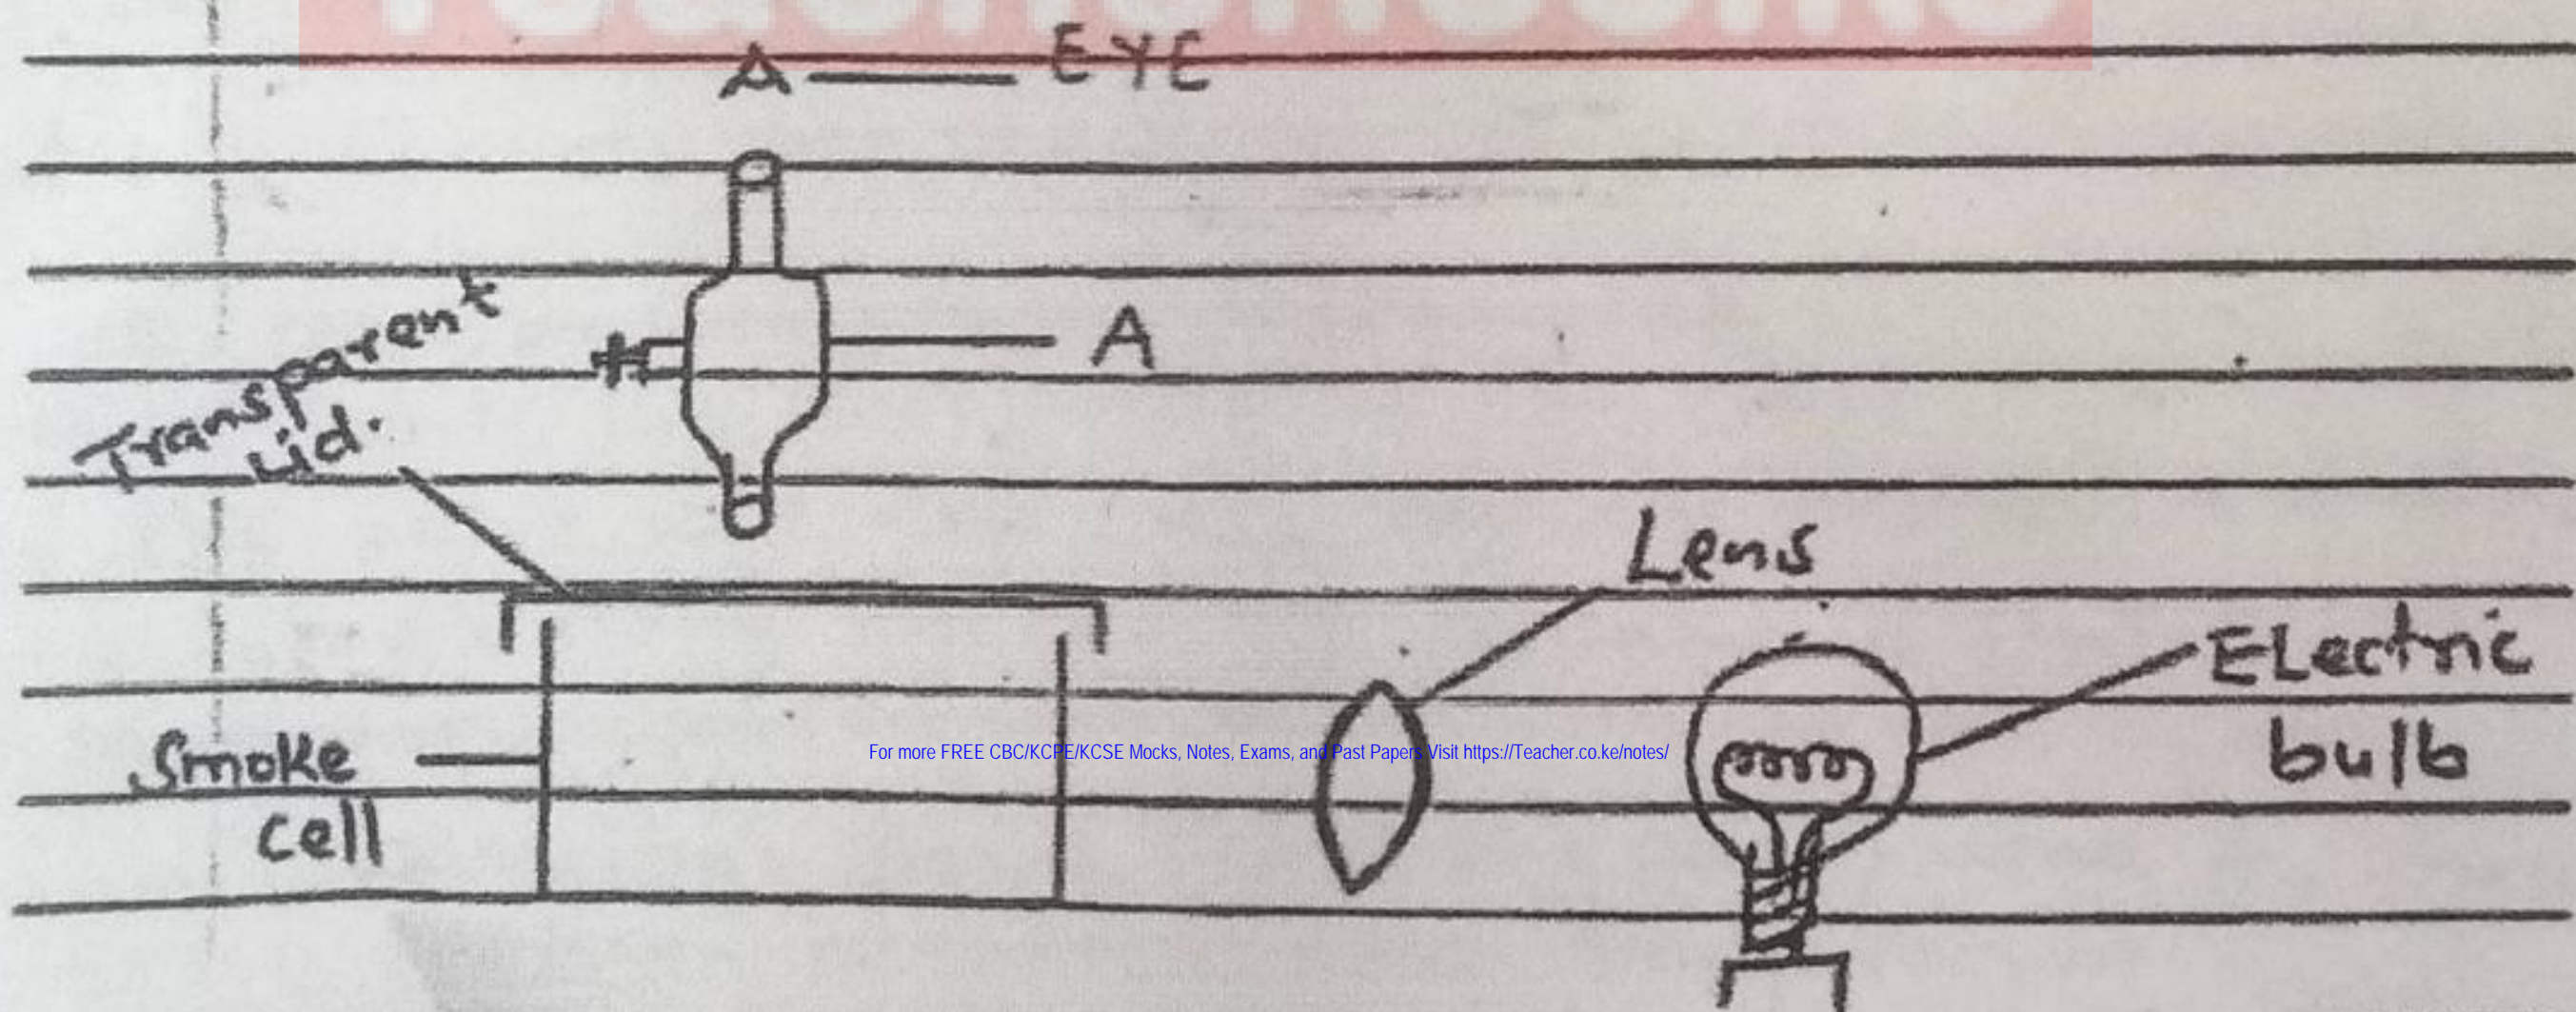 EYE
A
Transparent
Lid.
Lens
ELectric
bulb
Smoke
cell
For more FREE CBC/KCPE/KCSE Mocks, Notes, Exams, and Past Papers Visit https://Teacher.co.ke/notes/